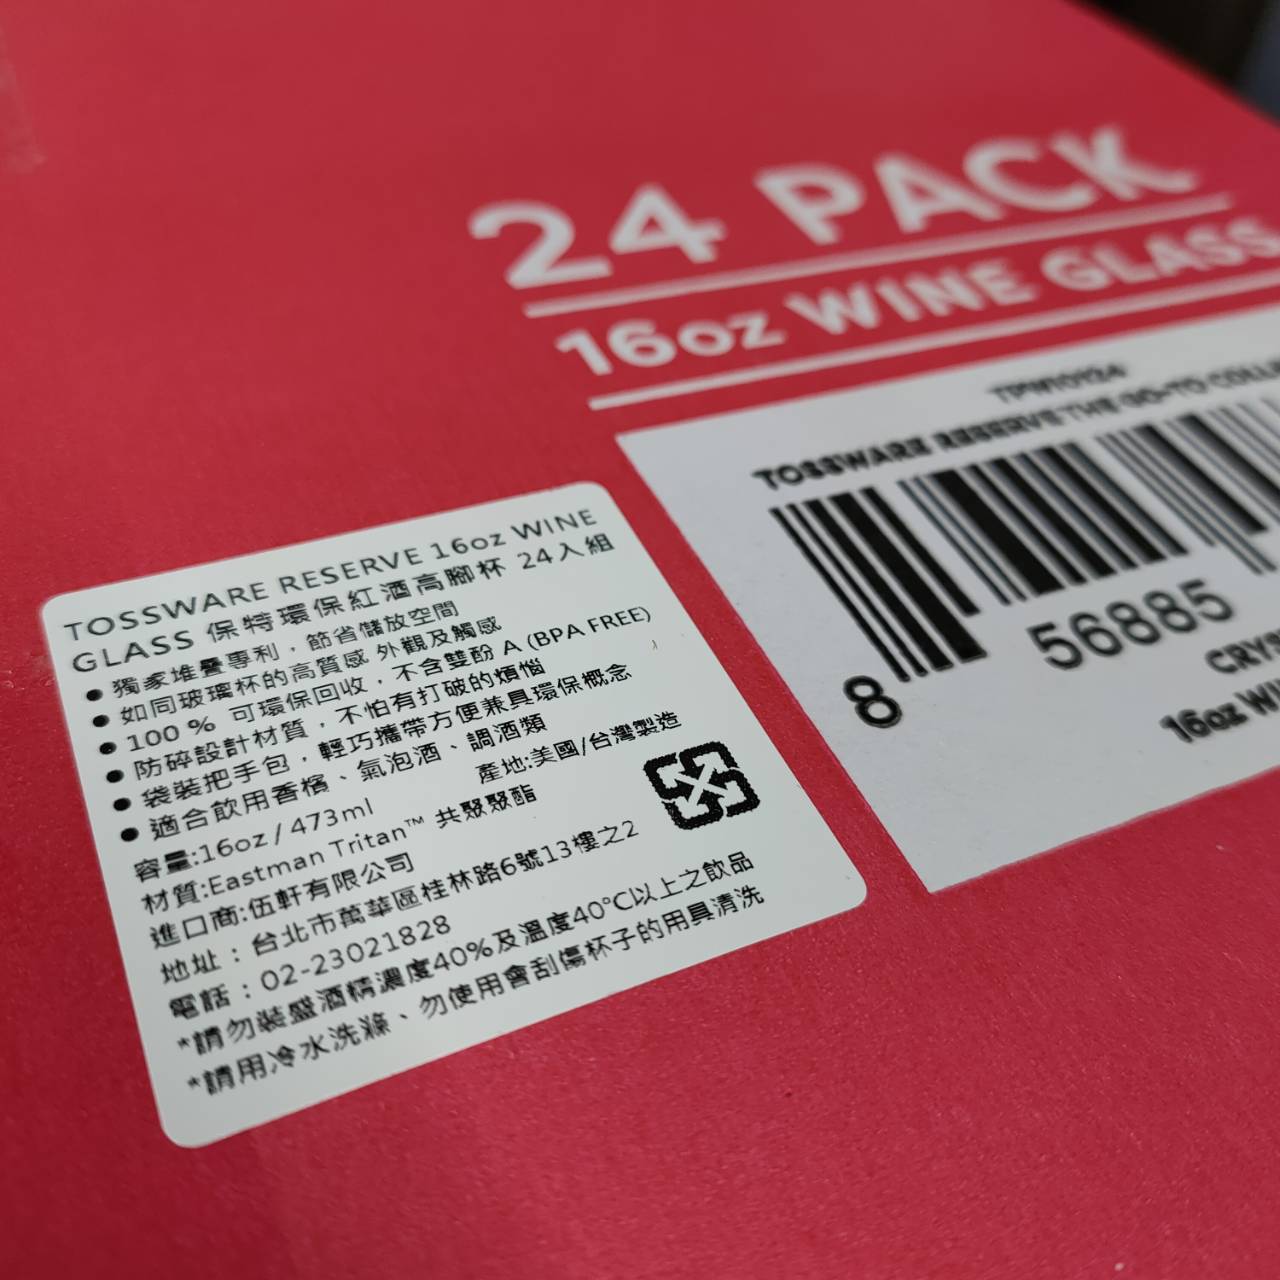 24 PACK
16oz WINE GLASS
TPW10124
TOSSWARE RESERVE THE GO-TO
8 56885
16oz
TOSSWARE RESERVE 16oz WINE
GLASS 保特環保紅酒高腳杯 24入組
● 獨家堆疊專利，節省儲放空間
● 如同玻璃杯的高質感 外觀及觸感
● 100 % 可環保回收，不含雙酚 A (BPA FREE)
● 防碎設計材質，不怕有打破的煩惱
● 袋裝把手包，輕巧攜帶方便兼具環保概念
● 適合飲用香檳、氣泡酒、調酒類
容量:16oz / 473ml 產地:美國/台灣製造
材質:Eastman Tritan™ 共聚聚酯
進口商:伍軒有限公司
地址：台北市萬華區桂林路6號13樓之2
電話：02-23021828
*請勿裝盛酒精濃度40%及溫度40°C以上之飲品
*請用冷水洗滌、勿使用會刮傷杯子的用具清洗